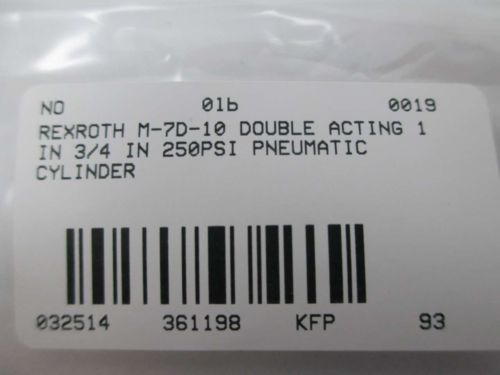 NO 01b 0019
REXROTH M-7D-10 DOUBLE ACTING 1
IN 3/4 IN 250PSI PNEUMATIC
CYLINDER
032514 361198 KFP 93